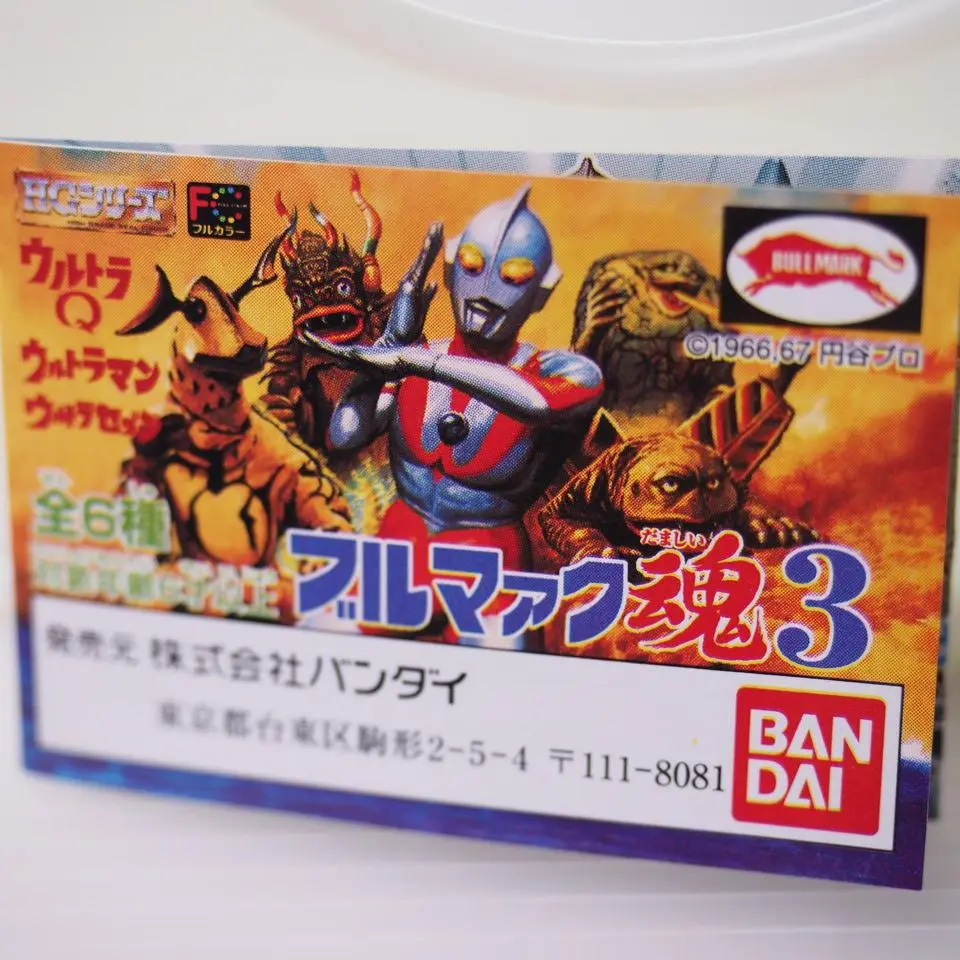 HGシリーズ
FC
フルカラー
BULLMARK
©1966,67 円谷プロ
ウルトラ
Q
ウルトラマン
ウルトラセブン
全6種
だましい
ブルマァク魂3
発売元 株式会社バンダイ
東京都台東区駒形2-5-4 〒111-8081
BAN
DAI